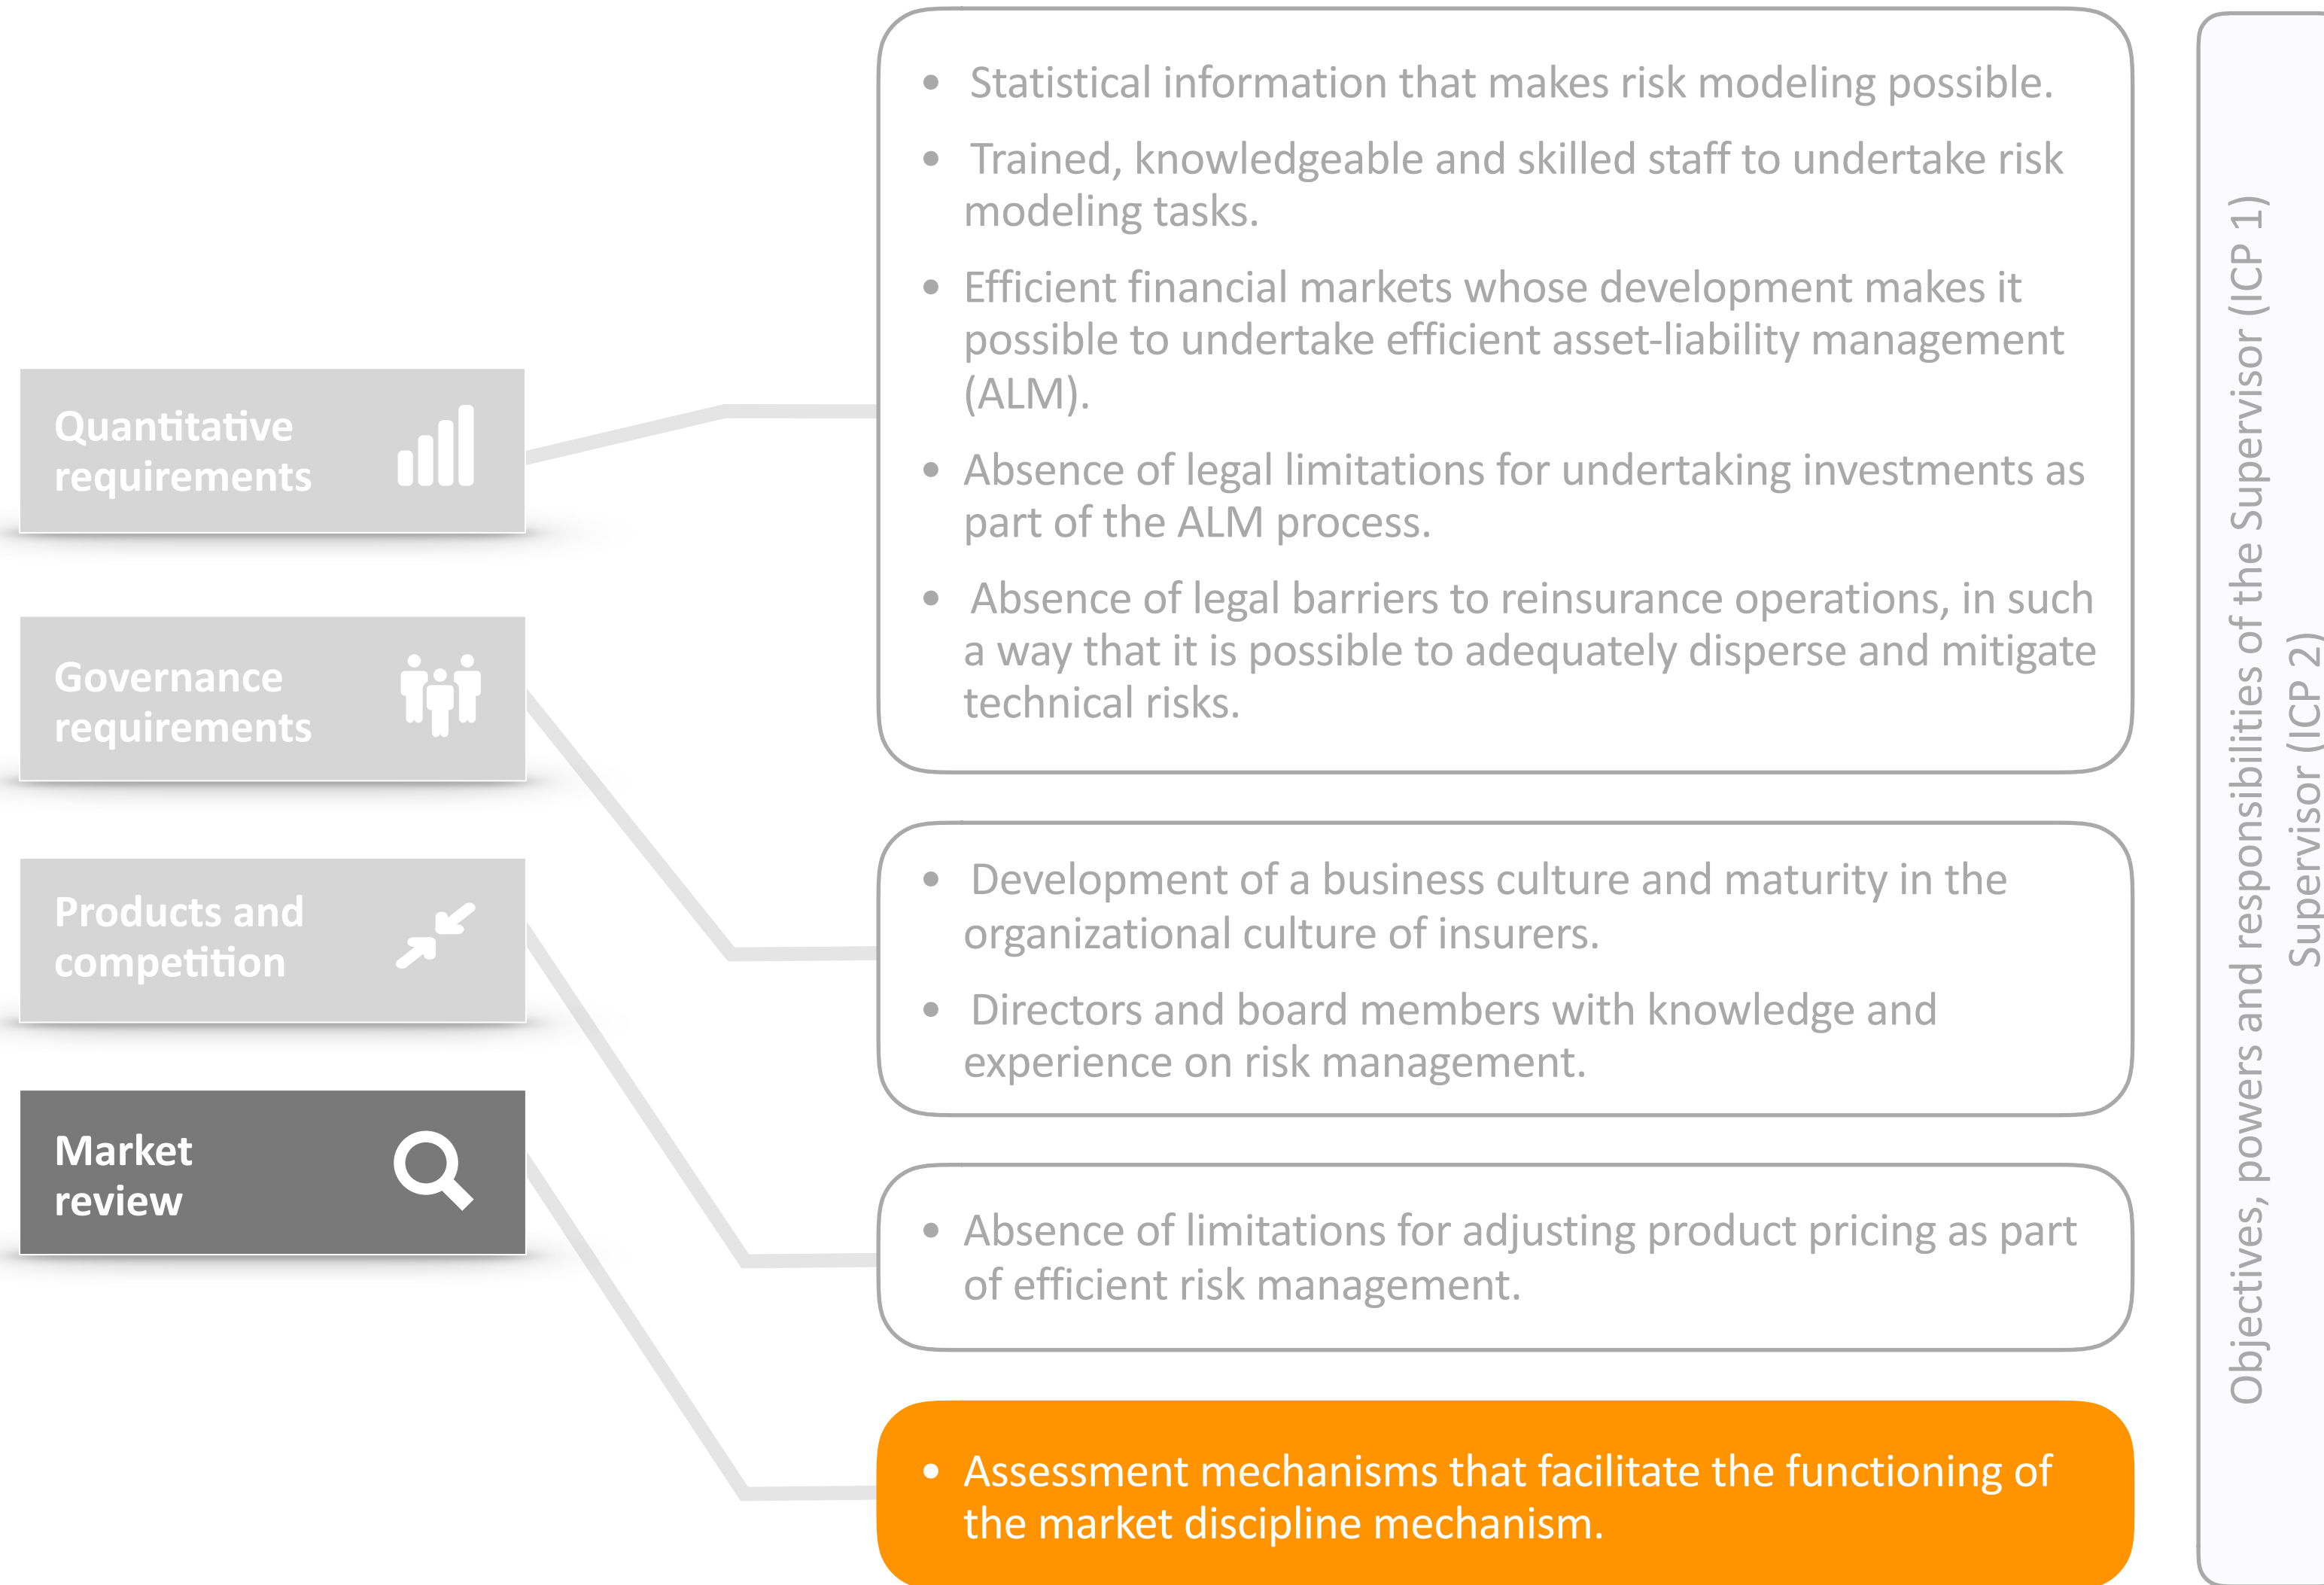 Quantitative
requirements
Governance
requirements
Products and
competition
Market
review
• Statistical information that makes risk modeling possible.
• Trained, knowledgeable and skilled staff to undertake risk
modeling tasks.
• Efficient financial markets whose development makes it
possible to undertake efficient asset-liability management
(ALM).
• Absence of legal limitations for undertaking investments as
part of the ALM process.
• Absence of legal barriers to reinsurance operations, in such
a way that it is possible to adequately disperse and mitigate
technical risks.
• Development of a business culture and maturity in the
organizational culture of insurers.
• Directors and board members with knowledge and
experience on risk management.
• Absence of limitations for adjusting product pricing as part
of efficient risk management.
• Assessment mechanisms that facilitate the functioning of
the market discipline mechanism.
Objectives, powers and responsibilities of the Supervisor (ICP 1)
Supervisor (ICP 2)